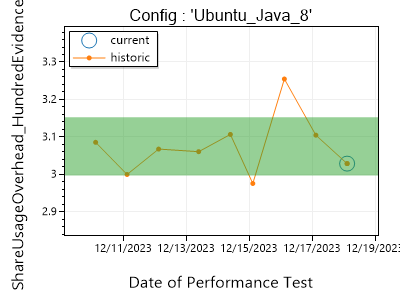 Config : 'Ubuntu_Java_8'
current
historic
ShareUsageOverhead_HundredEvidence
3.3
3.2
3.1
3
2.9
12/11/2023
12/13/2023
12/15/2023
12/17/2023
12/19/2023
Date of Performance Test